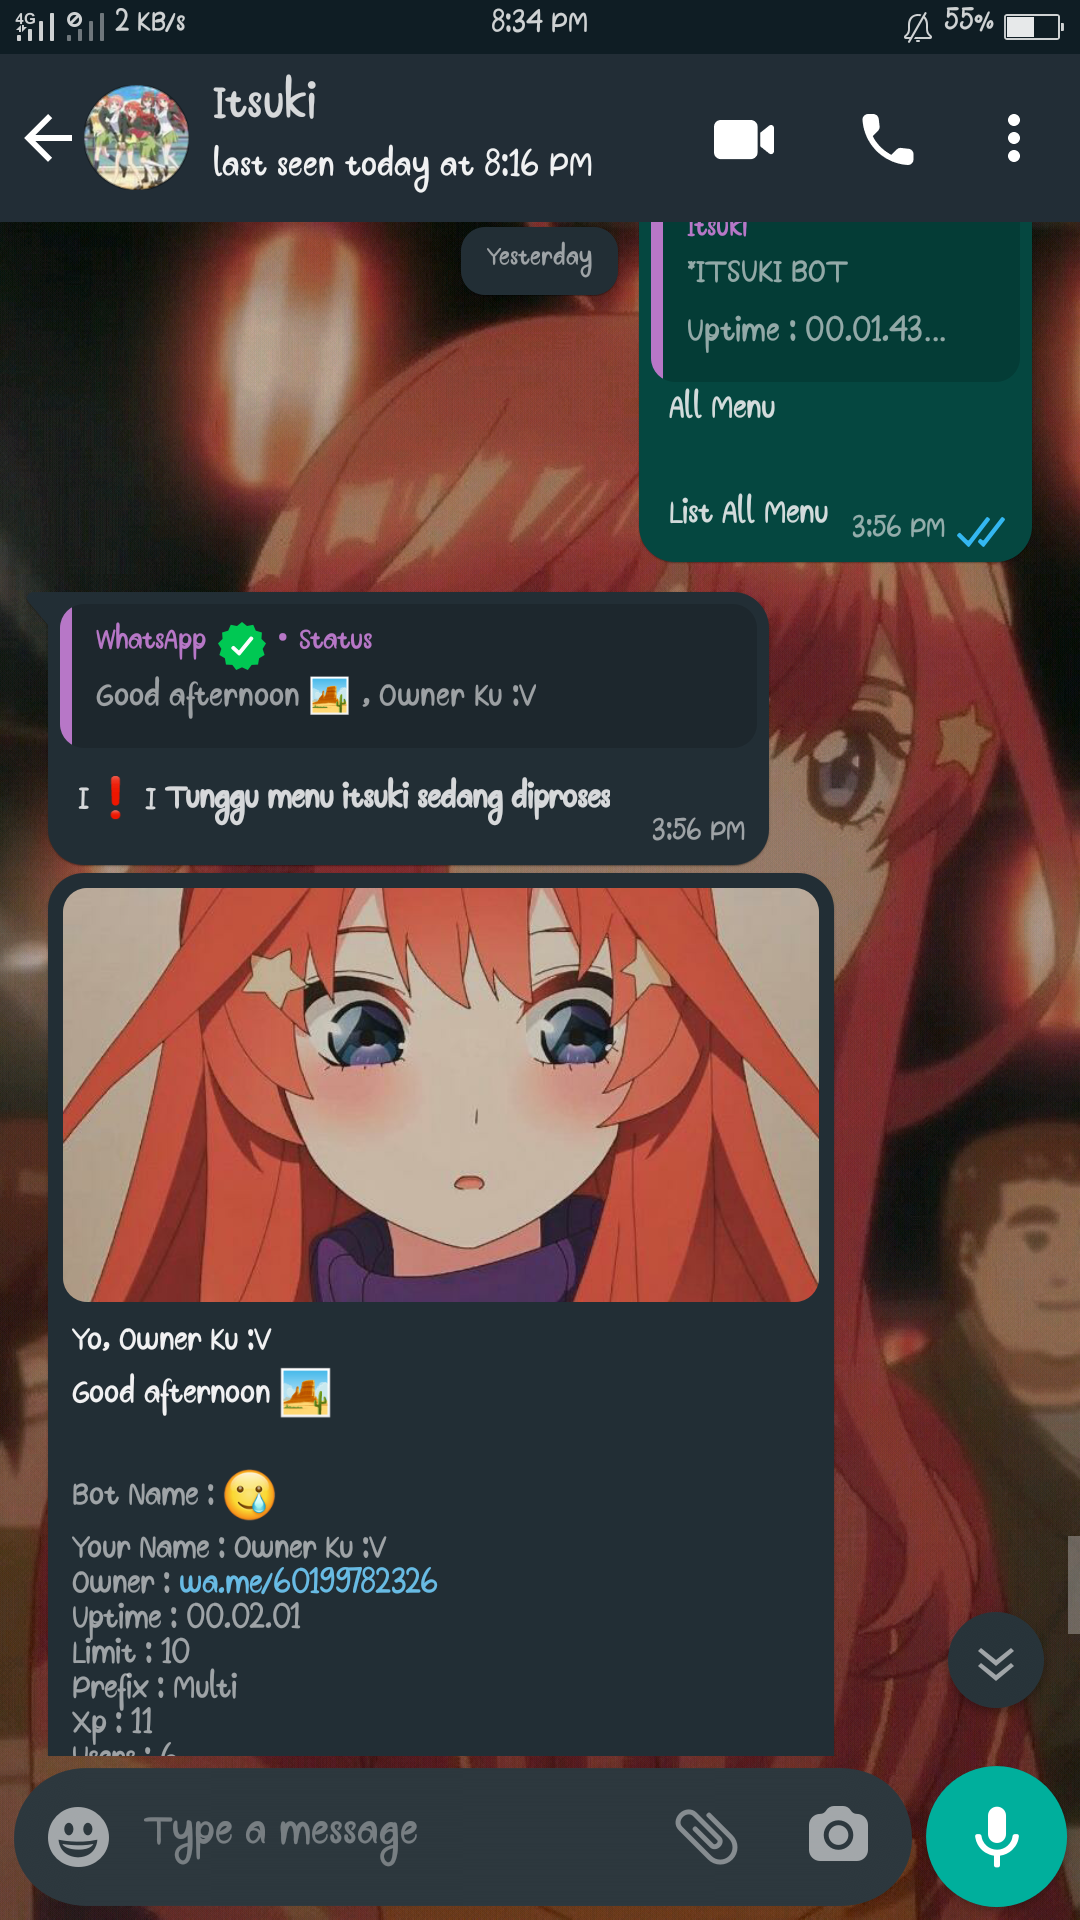 4G 2 KB/s 8:34 PM 55%
Itsuki
last seen today at 8:16 PM
Itsuki
Yesterday
*ITSUKI BOT
Uptime : 00.01.43...
All Menu
List All Menu 3:56 PM
WhatsApp • Status
Good afternoon 🏜️ , Owner Ku :V
I ❗ I Tunggu menu itsuki sedang diproses
3:56 PM
Yo, Owner Ku :V
Good afternoon 🏜️
Bot Name : 🥲
Your Name : Owner Ku :V
Owner : wa.me/60199782326
Uptime : 00.02.01
Limit : 10
Prefix : Multi
Xp : 11
Users : 6
Type a message